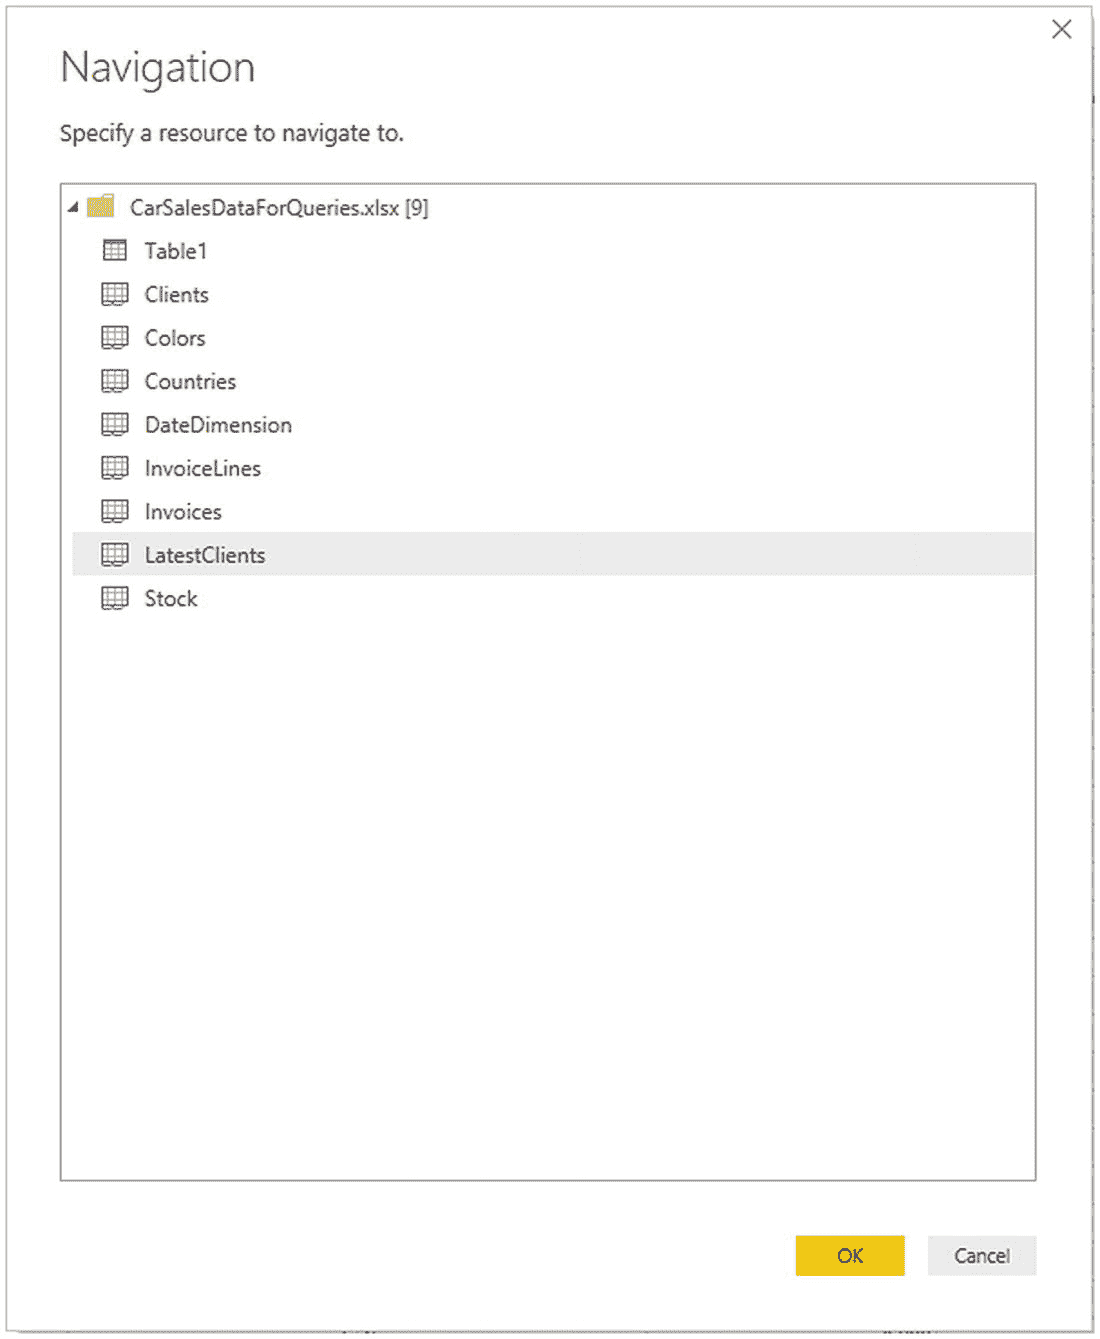 Navigation
Specify a resource to navigate to.
CarSalesDataForQueries.xlsx [9]
Table1
Clients
Colors
Countries
DateDimension
InvoiceLines
Invoices
LatestClients
Stock
OK
Cancel